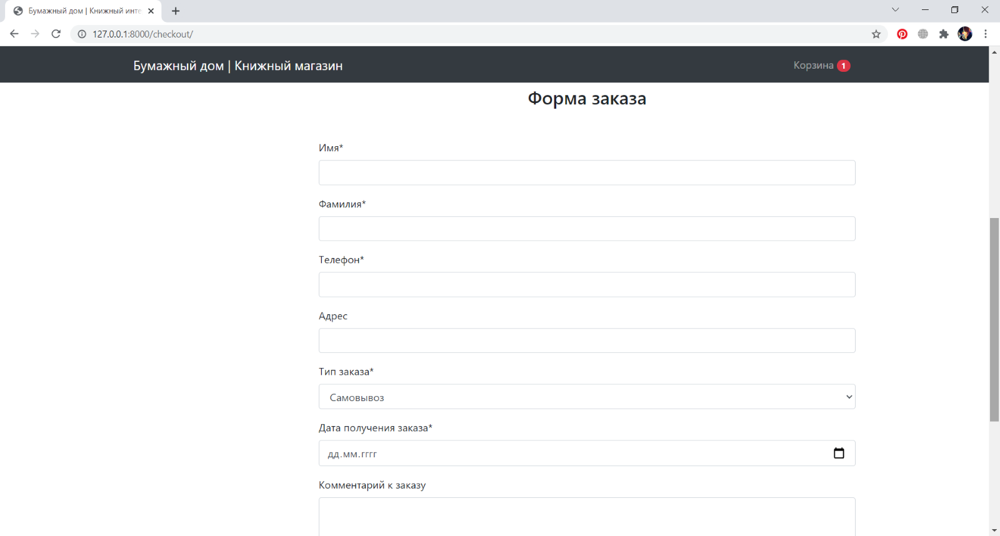 Бумажный дом | Книжный инте
127.0.0.1:8000/checkout/
Бумажный дом | Книжный магазин
Корзина 1
Форма заказа
Имя*
Фамилия*
Телефон*
Адрес
Тип заказа*
Самовывоз
Дата получения заказа*
дд.мм.гггг
Комментарий к заказу